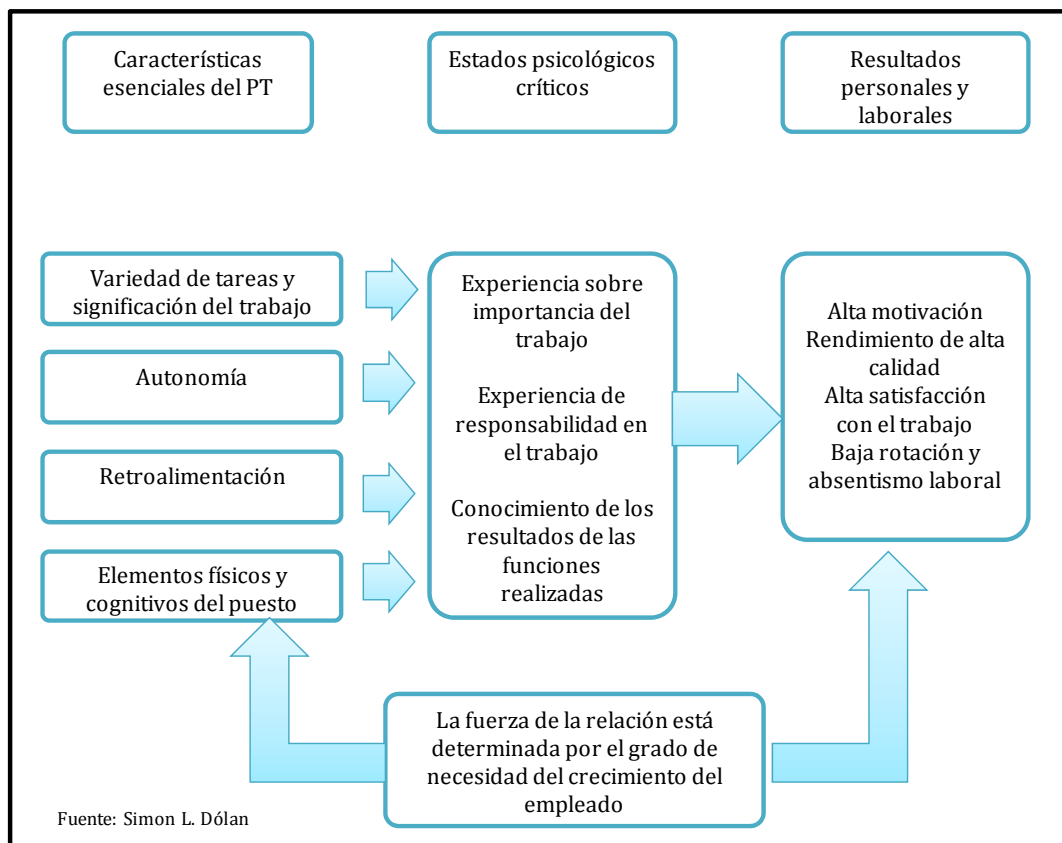 Características
esenciales del PT
Estados psicológicos
críticos
Resultados
personales y
laborales
Variedad de tareas y
significación del trabajo
Autonomía
Retroalimentación
Elementos físicos y
cognitivos del puesto
Experiencia sobre
importancia del
trabajo
Experiencia de
responsabilidad en
el trabajo
Conocimiento de los
resultados de las
funciones
realizadas
Alta motivación
Rendimiento de alta
calidad
Alta satisfacción
con el trabajo
Baja rotación y
absentismo laboral
La fuerza de la relación está
determinada por el grado de
necesidad del crecimiento del
empleado
Fuente: Simon L. Dólan